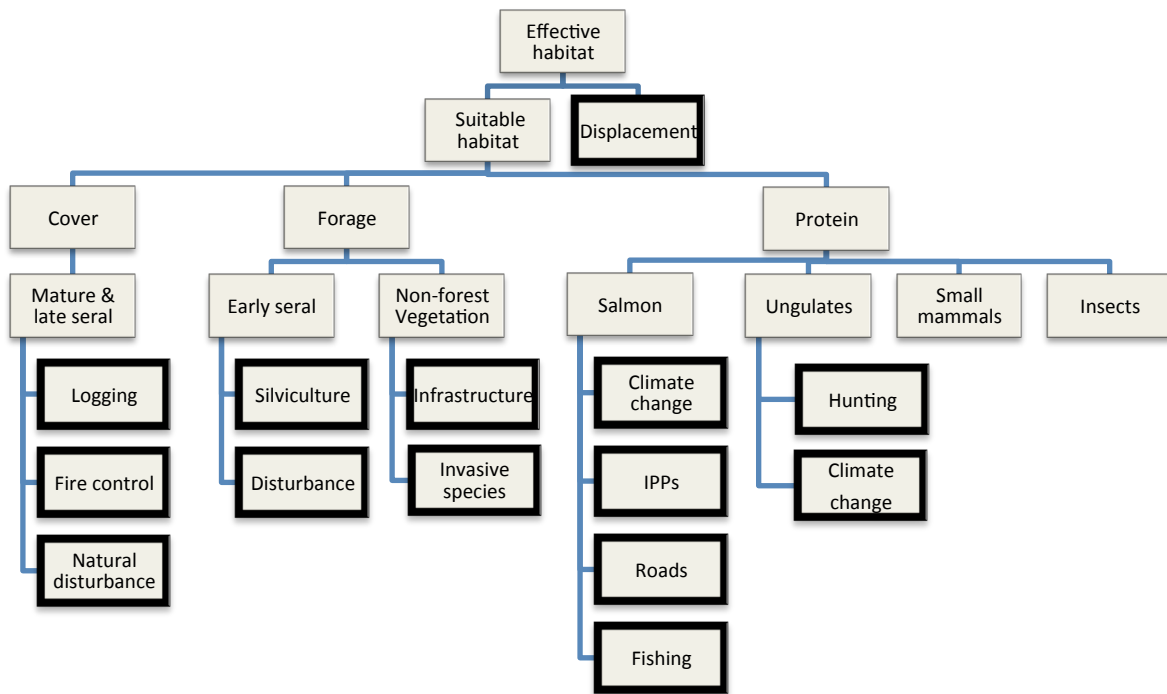 Effective
habitat
Suitable
habitat
Displacement
Cover
Forage
Protein
Mature &
late seral
Early seral
Non-forest
Vegetation
Salmon
Ungulates
Small
mammals
Insects
Logging
Fire control
Natural
disturbance
Silviculture
Disturbance
Infrastructure
Invasive
species
Climate
change
IPPs
Roads
Fishing
Hunting
Climate
change